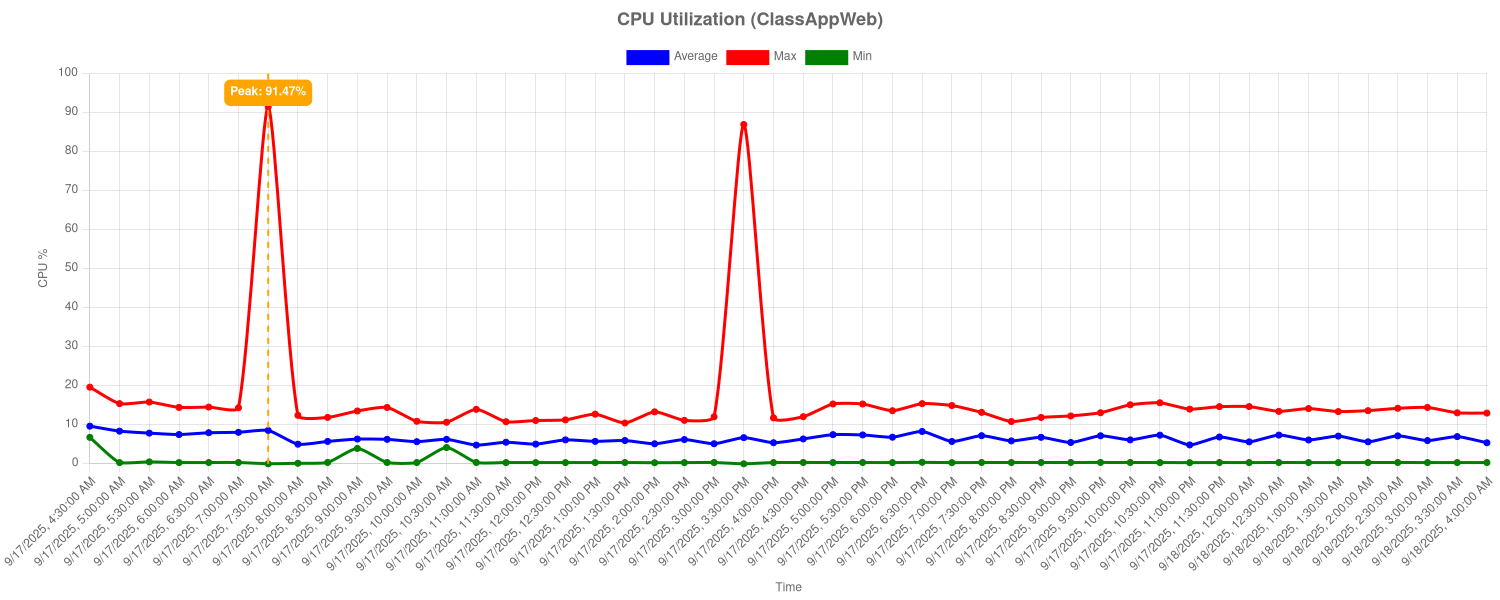 CPU Utilization (ClassAppWeb)
Average Max Min
Peak: 91.47%
100
90
80
70
60
50
40
30
20
10
0
CPU %
9/17/2025, 4:30:00 AM
9/17/2025, 5:00:00 AM
9/17/2025, 5:30:00 AM
9/17/2025, 6:00:00 AM
9/17/2025, 6:30:00 AM
9/17/2025, 7:00:00 AM
9/17/2025, 7:30:00 AM
9/17/2025, 8:00:00 AM
9/17/2025, 8:30:00 AM
9/17/2025, 9:00:00 AM
9/17/2025, 9:30:00 AM
9/17/2025, 10:00:00 AM
9/17/2025, 10:30:00 AM
9/17/2025, 11:00:00 AM
9/17/2025, 11:30:00 AM
9/17/2025, 12:00:00 PM
9/17/2025, 12:30:00 PM
9/17/2025, 1:00:00 PM
9/17/2025, 1:30:00 PM
9/17/2025, 2:00:00 PM
9/17/2025, 2:30:00 PM
9/17/2025, 3:00:00 PM
9/17/2025, 3:30:00 PM
9/17/2025, 4:00:00 PM
9/17/2025, 4:30:00 PM
9/17/2025, 5:00:00 PM
9/17/2025, 5:30:00 PM
9/17/2025, 6:00:00 PM
9/17/2025, 6:30:00 PM
9/17/2025, 7:00:00 PM
9/17/2025, 7:30:00 PM
9/17/2025, 8:00:00 PM
9/17/2025, 8:30:00 PM
9/17/2025, 9:00:00 PM
9/17/2025, 9:30:00 PM
9/17/2025, 10:00:00 PM
9/17/2025, 10:30:00 PM
9/17/2025, 11:00:00 PM
9/17/2025, 11:30:00 PM
9/18/2025, 12:00:00 AM
9/18/2025, 12:30:00 AM
9/18/2025, 1:00:00 AM
9/18/2025, 1:30:00 AM
9/18/2025, 2:00:00 AM
9/18/2025, 2:30:00 AM
9/18/2025, 3:00:00 AM
9/18/2025, 3:30:00 AM
9/18/2025, 4:00:00 AM
Time